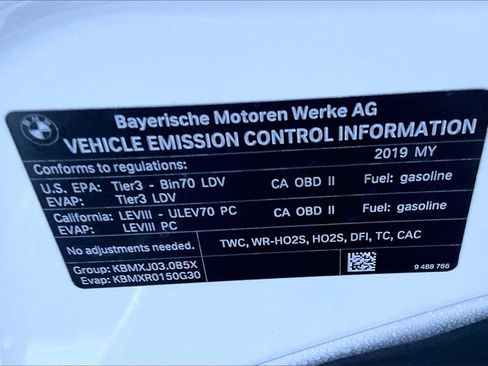 BMW
Bayerische Motoren Werke AG
VEHICLE EMISSION CONTROL INFORMATION
Conforms to regulations: 2019 MY
U.S. EPA: Tier3 - Bin70 LDV CA OBD II Fuel: gasoline
EVAP: Tier3 LDV
California: LEVIII - ULEV70 PC CA OBD II Fuel: gasoline
EVAP: LEVIII PC
No adjustments needed. TWC, WR-HO2S, HO2S, DFI, TC, CAC
Group: KBMXJ03.0B5X
Evap: KBMXR0150G30
9 488 766